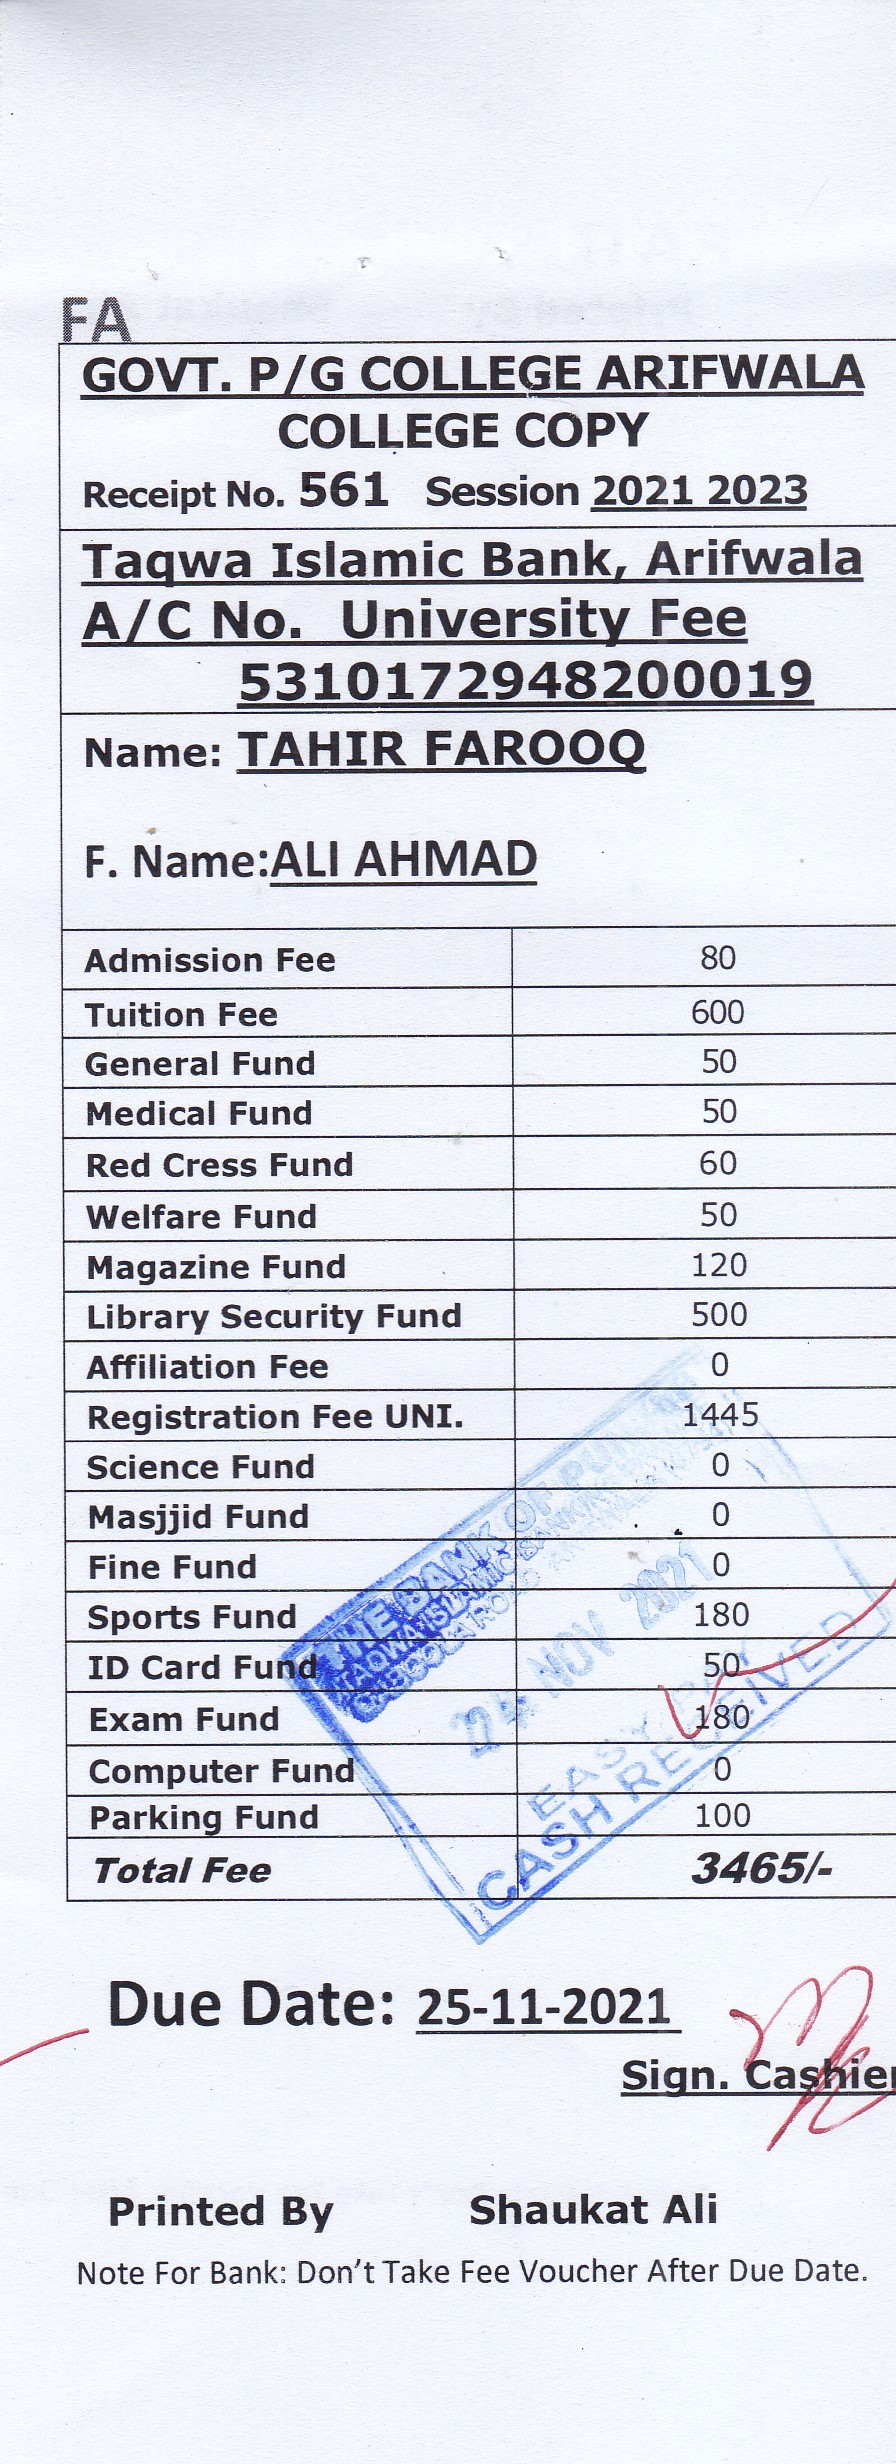 FA
GOVT. P/G COLLEGE ARIFWALA
COLLEGE COPY
Receipt No. 561 Session 2021 2023
Taqwa Islamic Bank, Arifwala
A/C No. University Fee
5310172948200019
Name: TAHIR FAROOQ
F. Name:ALI AHMAD
Admission Fee 80
Tuition Fee 600
General Fund 50
Medical Fund 50
Red Cress Fund 60
Welfare Fund 50
Magazine Fund 120
Library Security Fund 500
Affiliation Fee 0
Registration Fee UNI. 1445
Science Fund 0
Masjjid Fund 0
Fine Fund 0
Sports Fund 180
ID Card Fund 50
Exam Fund 180
Computer Fund 0
Parking Fund 100
Total Fee 3465/-
THE BANK OF PUNJAB
TAQWA ISLAMIC BANKING
ROAD ARIFWALA
24 NOV 2021
EASY PAY
CASH RECEIVED
Due Date: 25-11-2021
Sign. Cashier
Printed By Shaukat Ali
Note For Bank: Don’t Take Fee Voucher After Due Date.